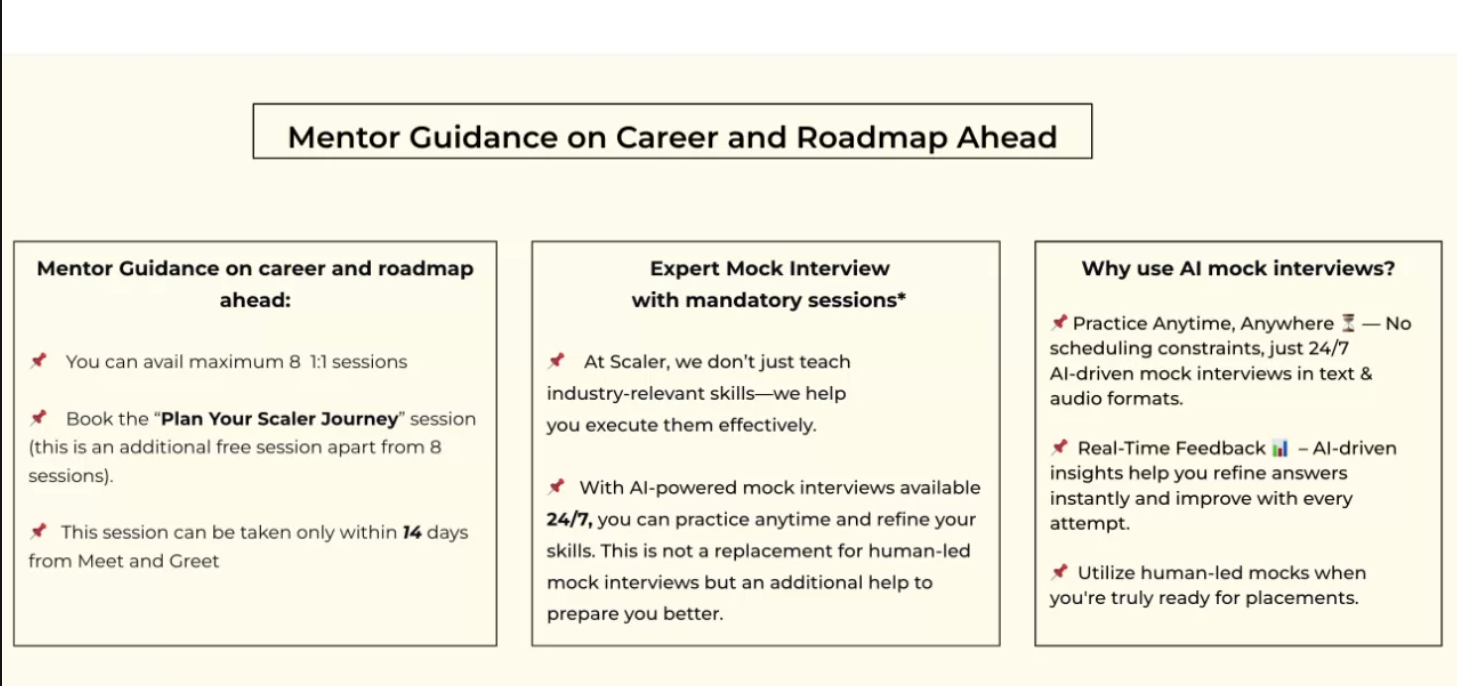 Mentor Guidance on Career and Roadmap Ahead
Mentor Guidance on career and roadmap
ahead:
📌 You can avail maximum 8 1:1 sessions
📌 Book the “Plan Your Scaler Journey” session
(this is an additional free session apart from 8
sessions).
📌 This session can be taken only within 14 days
from Meet and Greet
Expert Mock Interview
with mandatory sessions*
📌 At Scaler, we don’t just teach
industry-relevant skills—we help
you execute them effectively.
📌 With AI-powered mock interviews available
24/7, you can practice anytime and refine your
skills. This is not a replacement for human-led
mock interviews but an additional help to
prepare you better.
Why use AI mock interviews?
📌 Practice Anytime, Anywhere ⏳ — No
scheduling constraints, just 24/7
AI-driven mock interviews in text &
audio formats.
📌 Real-Time Feedback 📊 – AI-driven
insights help you refine answers
instantly and improve with every
attempt.
📌 Utilize human-led mocks when
you're truly ready for placements.